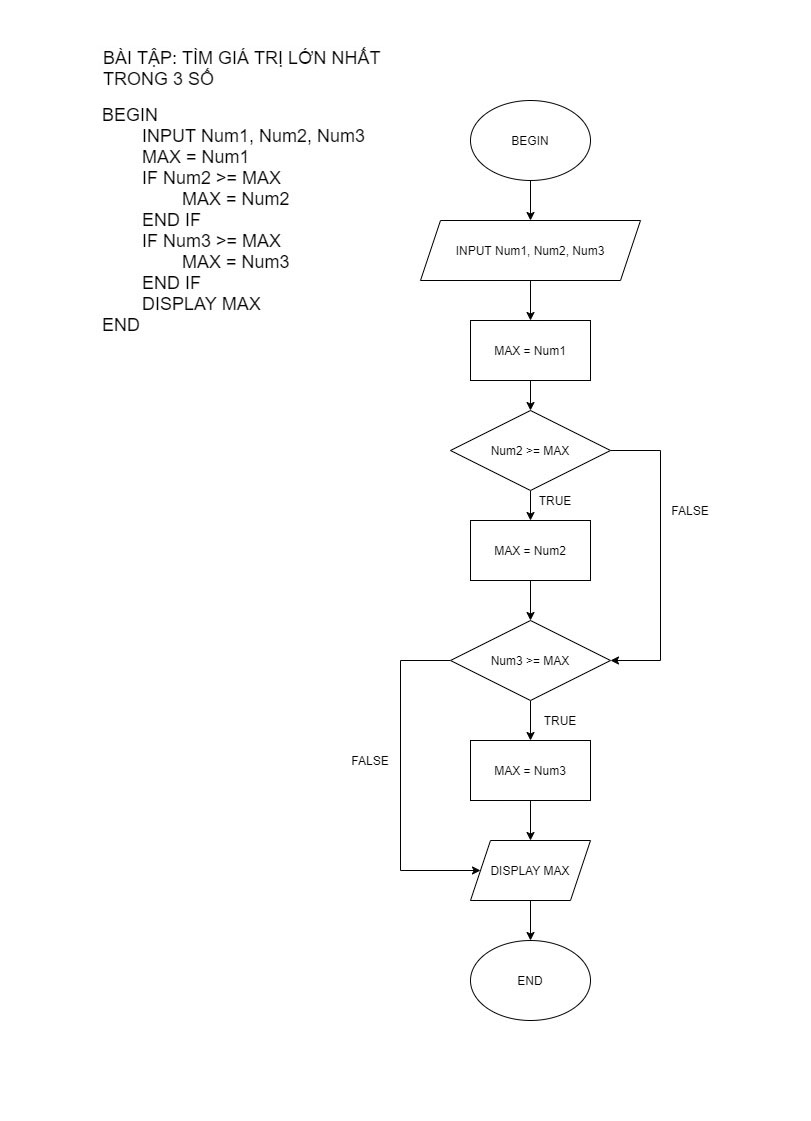 BÀI TẬP: TÌM GIÁ TRỊ LỚN NHẤT
TRONG 3 SỐ
BEGIN
INPUT Num1, Num2, Num3
MAX = Num1
IF Num2 >= MAX
MAX = Num2
END IF
IF Num3 >= MAX
MAX = Num3
END IF
DISPLAY MAX
END
BEGIN
INPUT Num1, Num2, Num3
MAX = Num1
Num2 >= MAX
TRUE
FALSE
MAX = Num2
Num3 >= MAX
TRUE
FALSE
MAX = Num3
DISPLAY MAX
END